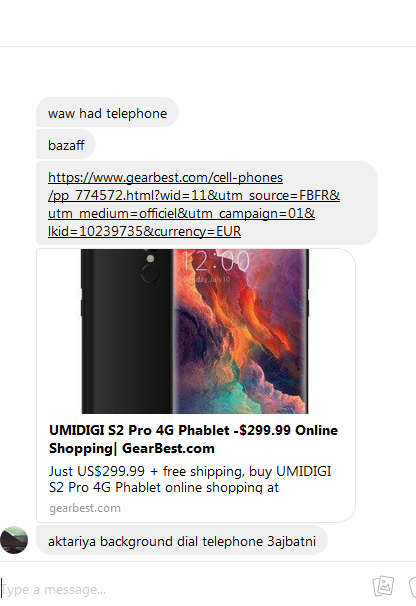 waw had telephone
bazaff
https://www.gearbest.com/cell-phones
/pp_774572.html?wid=11&utm_source=FBFR&
utm_medium=officiel&utm_campaign=01&
lkid=10239735&currency=EUR
12:00
Sunday July 10
UMIDIGI S2 Pro 4G Phablet -$299.99 Online
Shopping| GearBest.com
Just US$299.99 + free shipping, buy UMIDIGI
S2 Pro 4G Phablet online shopping at
gearbest.com
aktariya background dial telephone 3ajbatni
Type a message...